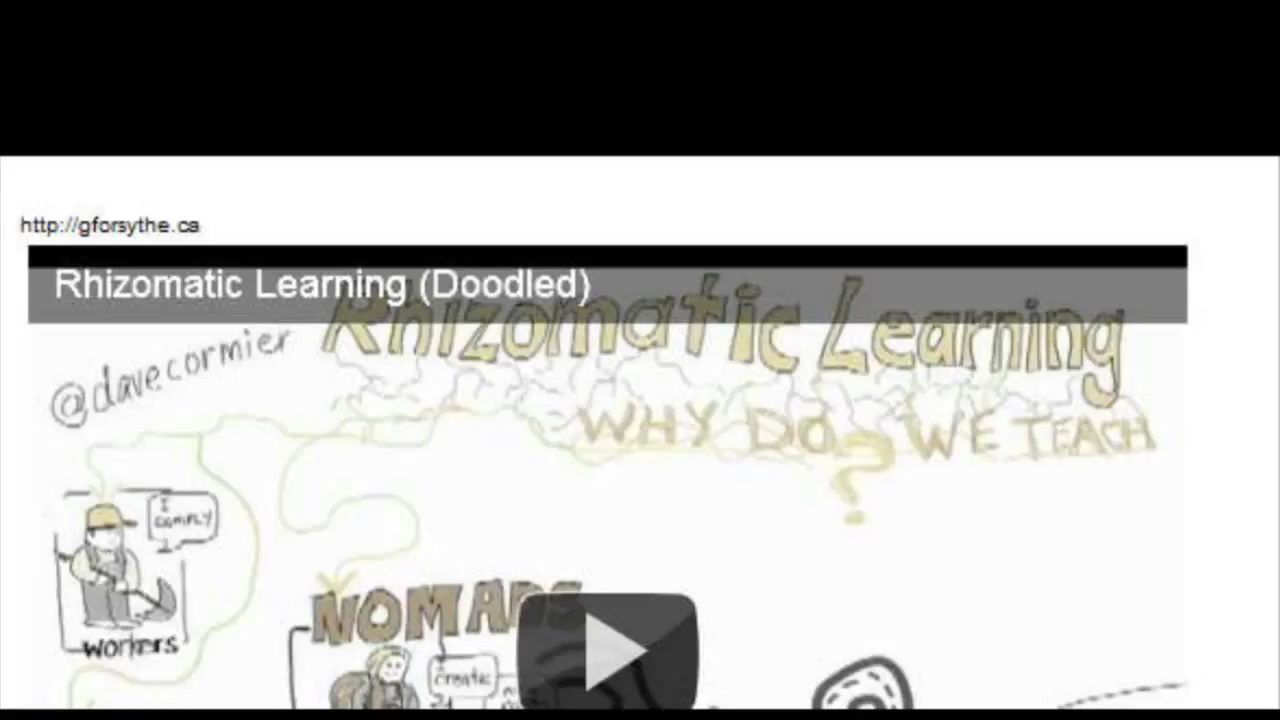 http://gforsythe.ca
Rhizomatic Learning (Doodled)
Rhizomatic Learning
@davecormier
WHY DO WE TEACH
?
I
COMPLY
workers
NOMADS
create